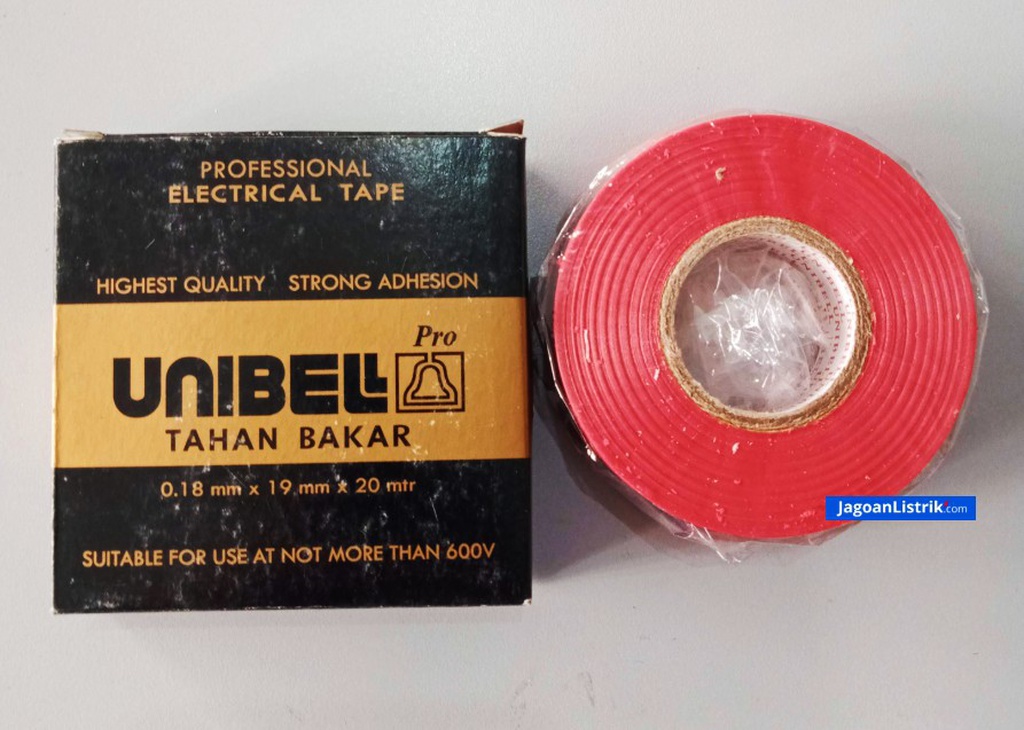 PROFESSIONAL
ELECTRICAL TAPE
HIGHEST QUALITY STRONG ADHESION
Pro
UNIBELL
TAHAN BAKAR
0.18 mm x 19 mm x 20 mtr
SUITABLE FOR USE AT NOT MORE THAN 600V
UNIBELL
JagoanListrik.com